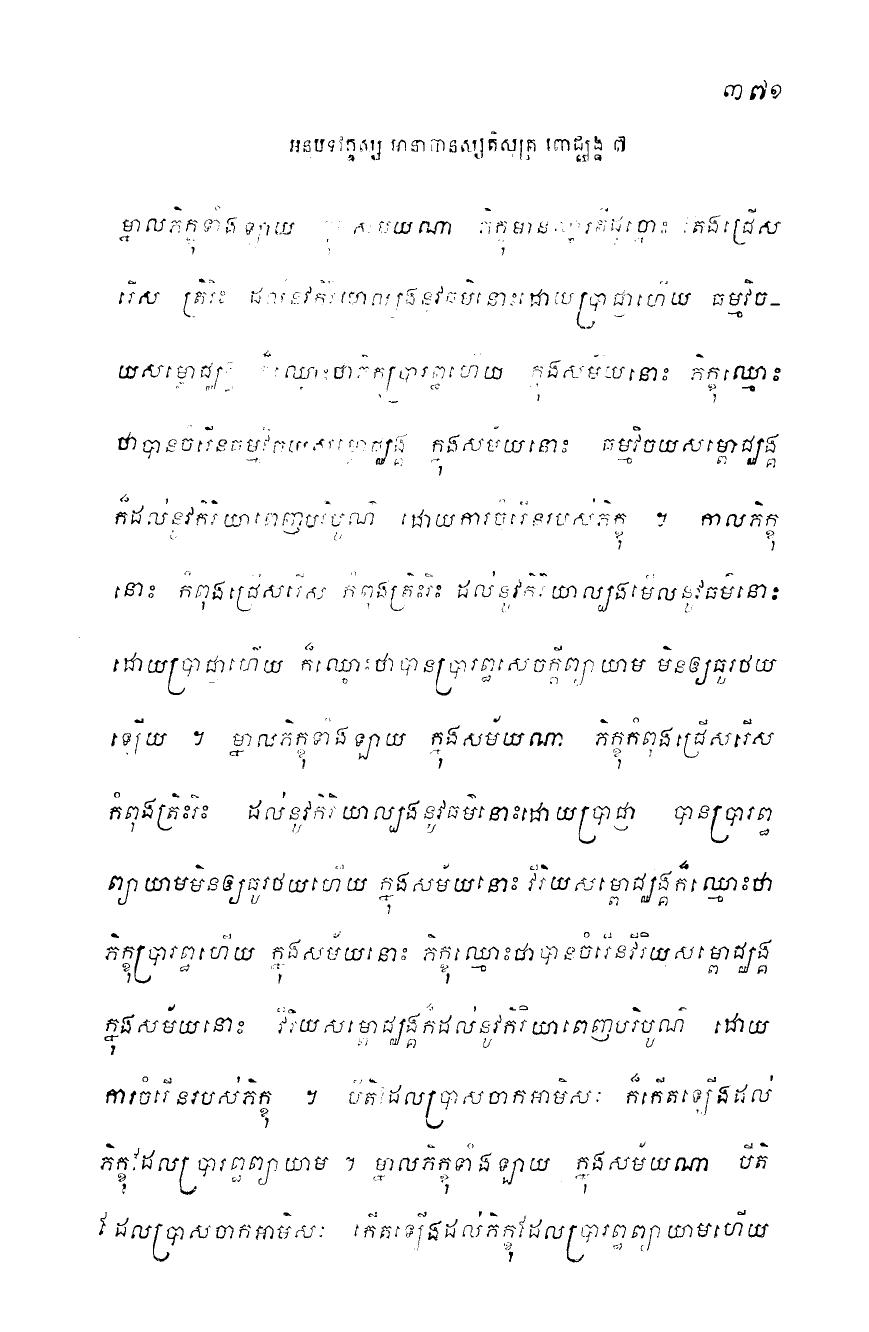 ៣៧១
អនុបទវគ្គស្ស អានាបានស្សតិសូត្រ ពោជ្ឈង្គ ៧
ម្នាលភិក្ខុទាំងឡាយ ក្នុងសម័យណា ភិក្ខុមានស្មារតីដូច្នោះ តែងជ្រើស
រើស ត្រិះរិះ ដល់នូវកិរិយាល្បងនូវធម៌នោះដោយប្រាជ្ញាហើយ ធម្មវិច-
យសម្ពោជ្ឈង្គ ក៏ឈ្មោះថាភិក្ខុប្រារព្ធហើយ ក្នុងសម័យនោះ ភិក្ខុឈ្មោះ
ថាបានចំរើនធម្មវិចយសម្ពោជ្ឈង្គ ក្នុងសម័យនោះ ធម្មវិចយសម្ពោជ្ឈង្គ
ក៏ដល់នូវកិរិយាពេញបរិបូណ៌ ដោយការចំរើនរបស់ភិក្ខុ ។ កាលភិក្ខុ
នោះ កំពុងជ្រើសរើស កំពុងត្រិះរិះ ដល់នូវកិរិយាល្បងមើលនូវធម៌នោះ
ដោយប្រាជ្ញាហើយ ក៏ឈ្មោះថាបានប្រារព្ធសេចក្តីព្យាយាម មិនឲ្យធូរថយ
ឡើយ ។ ម្នាលភិក្ខុទាំងឡាយ ក្នុងសម័យណា ភិក្ខុកំពុងជ្រើសរើស
កំពុងត្រិះរិះ ដល់នូវកិរិយាល្បងនូវធម៌នោះដោយប្រាជ្ញា បានប្រារព្ធ
ព្យាយាមមិនឲ្យធូរថយហើយ ក្នុងសម័យនោះ វីរិយសម្ពោជ្ឈង្គក៏ឈ្មោះថា
ភិក្ខុប្រារព្ធហើយ ក្នុងសម័យនោះ ភិក្ខុឈ្មោះថាបានចំរើនវីរិយសម្ពោជ្ឈង្គ
ក្នុងសម័យនោះ វីរិយសម្ពោជ្ឈង្គក៏ដល់នូវកិរិយាពេញបរិបូណ៌ ដោយ
ការចំរើនរបស់ភិក្ខុ ។ បីតិដែលប្រាសចាកអាមិសៈ ក៏កើតឡើងដល់
ភិក្ខុដែលប្រារព្ធព្យាយាម ។ ម្នាលភិក្ខុទាំងឡាយ ក្នុងសម័យណា បីតិ
ដែលប្រាសចាកអាមិសៈ កើតឡើងដល់ភិក្ខុដែលប្រារព្ធព្យាយាមហើយ